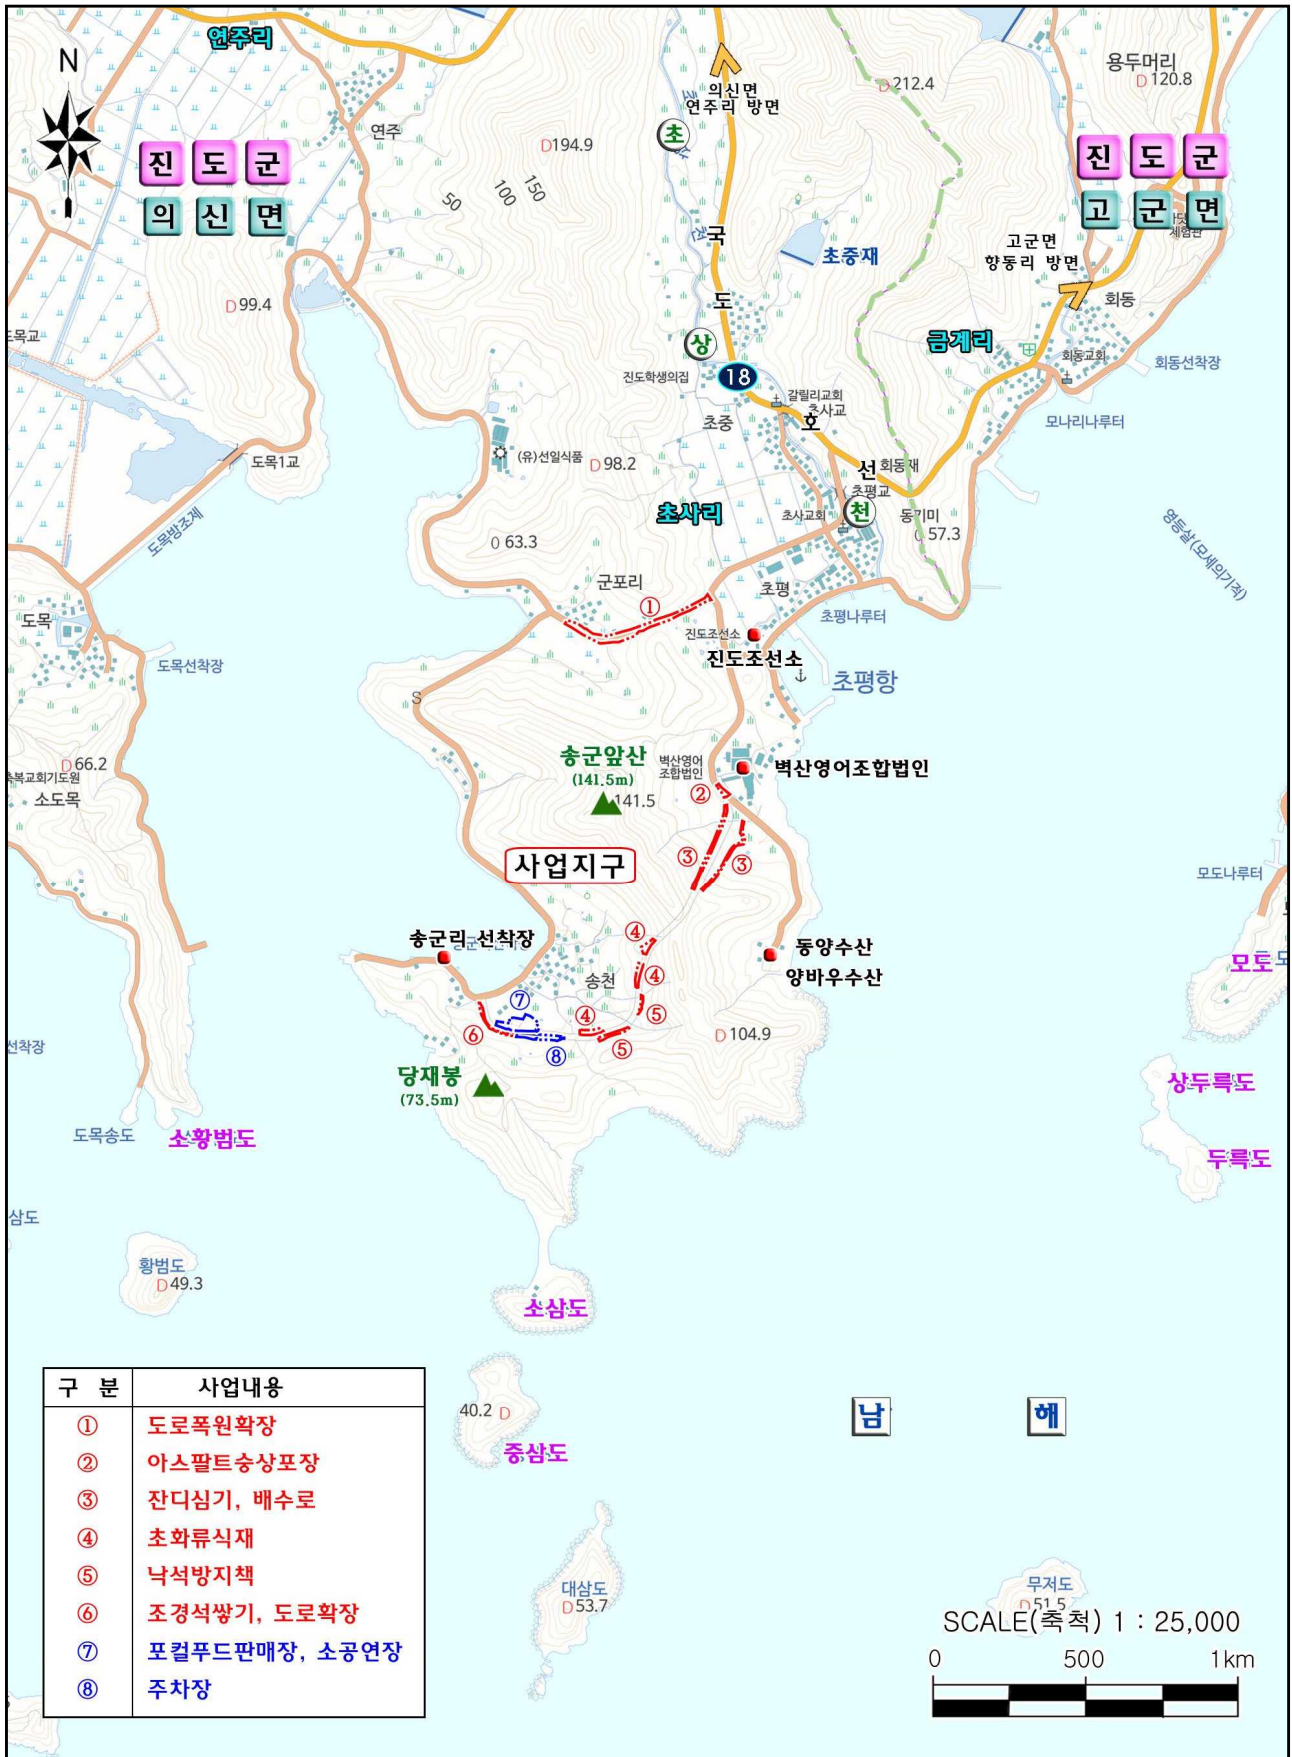 연주리
N
연주
진도군
의신면
의신면
연주리 방면
초
D194.9
50
100
150
D212.4
용두머리
D120.8
진도군
고군면
체험관
고군면
향동리 방면
회동
D99.4
국
도
초중재
금계리
회동교회
회동선착장
상
진도학생의집
18
갈릴리교회
초사교
초중
호
모나리나루터
도목1교
(유)선일식품
D98.2
선
회동재
초평교
초사리
초사교회
천
동기미
57.3
도목방조제
영등살(모세의기적)
0 63.3
군포리
①
초평
초평나루터
도목
도목선착장
진도조선소
진도조선소
초평항
S
D66.2
소도목
송군앞산
(141.5m)
141.5
벽산영어
조합법인
벽산영어조합법인
②
③
③
사업지구
모도나루터
송군리 선착장
④
동양수산
양바우수산
모도
송천
④
⑤
⑦
④
⑥
⑧
⑤
D104.9
선착장
당재봉
(73.5m)
상두륵도
두륵도
도목송도
소황범도
삼도
황범도
D49.3
소삼도
40.2 D
중삼도
남 해
구 분 사업내용
① 도로폭원확장
② 아스팔트숭상포장
③ 잔디심기, 배수로
④ 초화류식재
⑤ 낙석방지책
⑥ 조경석쌓기, 도로확장
⑦ 포컬푸드판매장, 소공연장
⑧ 주차장
대삼도
D53.7
무저도
D51.5
SCALE(축척) 1 : 25,000
0 500 1km